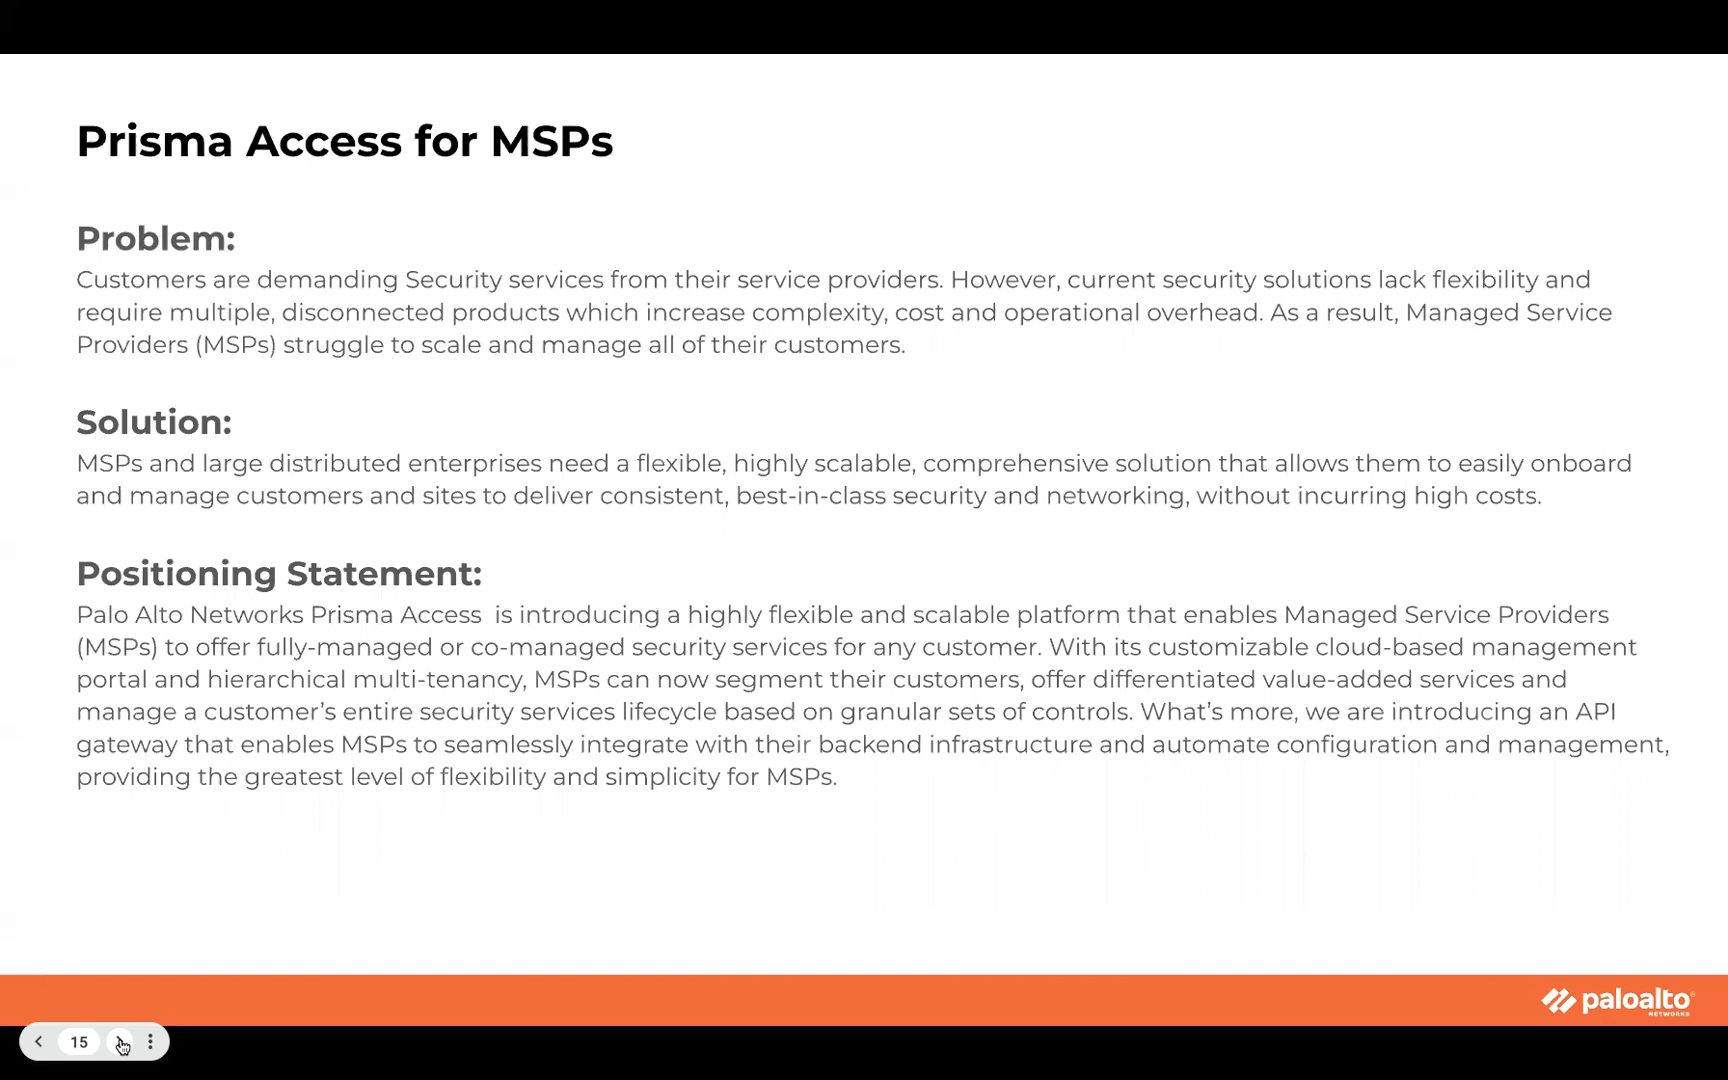 Prisma Access for MSPs
Problem:
Customers are demanding Security services from their service providers. However, current security solutions lack flexibility and
require multiple, disconnected products which increase complexity, cost and operational overhead. As a result, Managed Service
Providers (MSPs) struggle to scale and manage all of their customers.
Solution:
MSPs and large distributed enterprises need a flexible, highly scalable, comprehensive solution that allows them to easily onboard
and manage customers and sites to deliver consistent, best-in-class security and networking, without incurring high costs.
Positioning Statement:
Palo Alto Networks Prisma Access  is introducing a highly flexible and scalable platform that enables Managed Service Providers
(MSPs) to offer fully-managed or co-managed security services for any customer. With its customizable cloud-based management
portal and hierarchical multi-tenancy, MSPs can now segment their customers, offer differentiated value-added services and
manage a customer’s entire security services lifecycle based on granular sets of controls. What’s more, we are introducing an API
gateway that enables MSPs to seamlessly integrate with their backend infrastructure and automate configuration and management,
providing the greatest level of flexibility and simplicity for MSPs.
paloalto®
NETWORKS
15